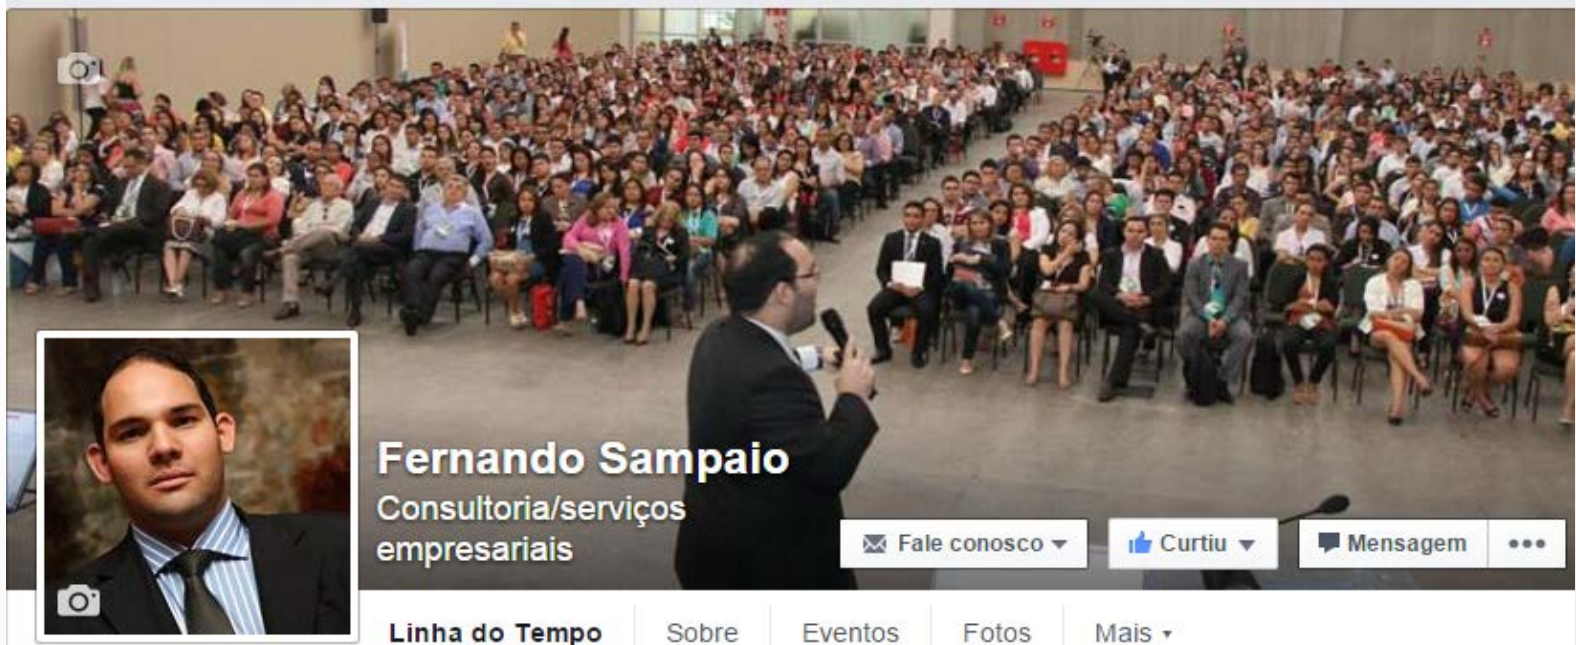 Fernando Sampaio
Consultoria/serviços
empresariais
Fale conosco
Curtiu
Mensagem
Linha do Tempo
Sobre
Eventos
Fotos
Mais